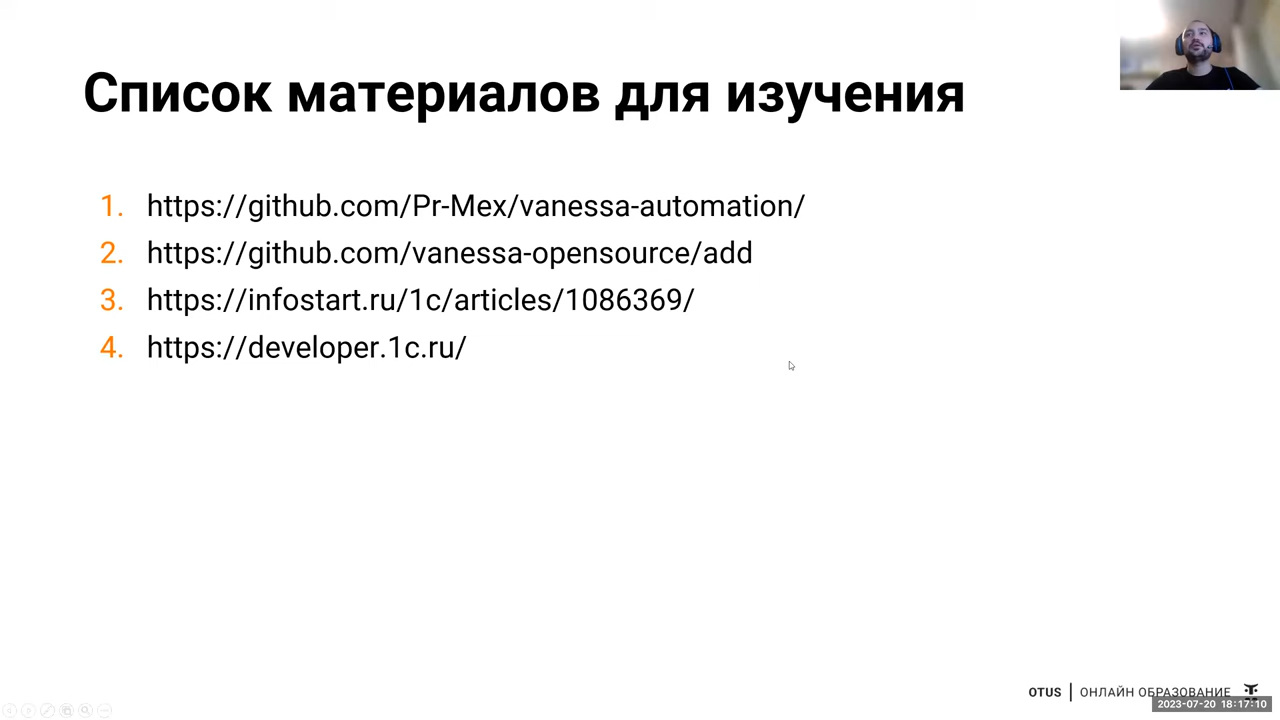 Список материалов для изучения
1. https://github.com/Pr-Mex/vanessa-automation/
2. https://github.com/vanessa-opensource/add
3. https://infostart.ru/1c/articles/1086369/
4. https://developer.1c.ru/
OTUS | ОНЛАЙН ОБРАЗОВАНИЕ
2023-07-20 18:17:10